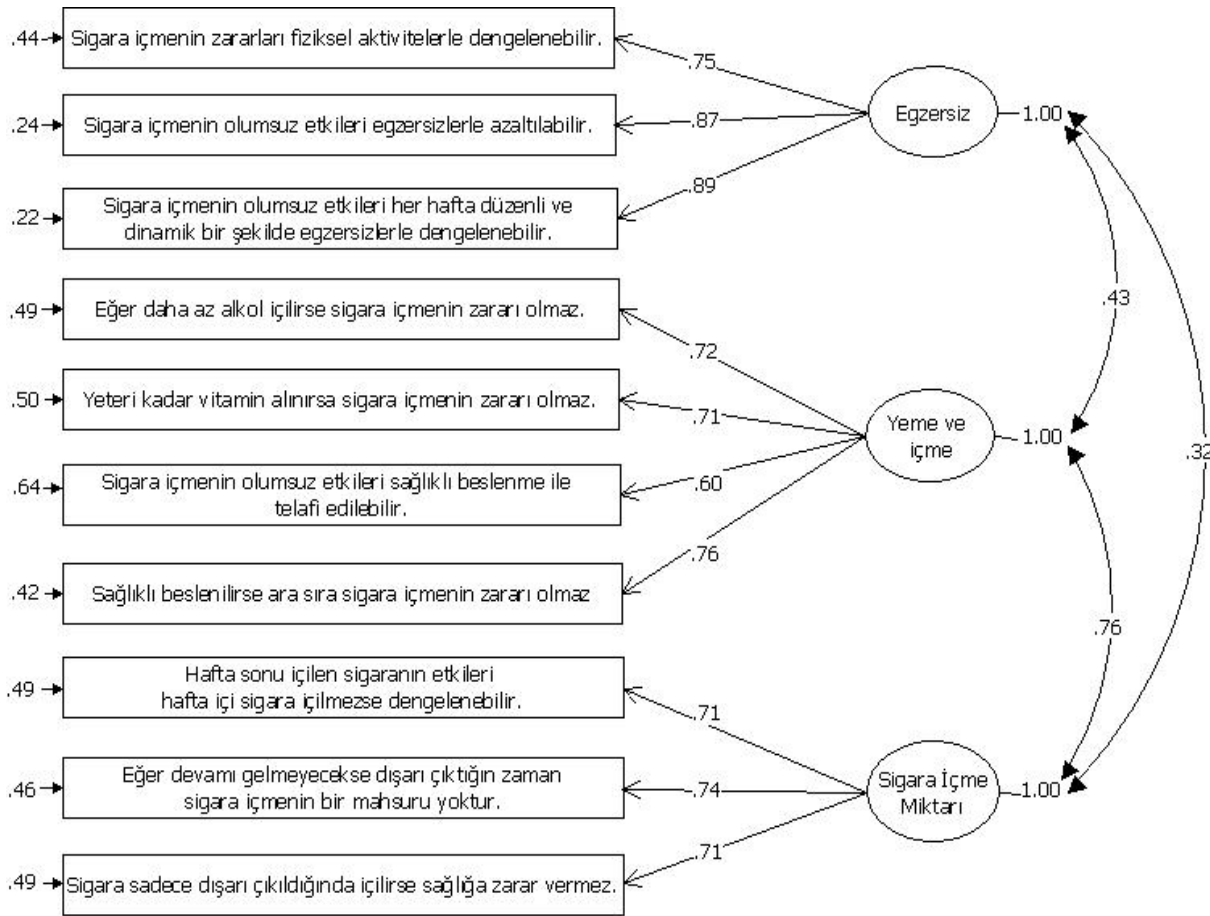 .44
Sigara içmenin zararları fiziksel aktivitelerle dengelenebilir.
.75
Egzersiz
1.00
.24
Sigara içmenin olumsuz etkileri egzersizlerle azaltılabilir.
.87
.22
Sigara içmenin olumsuz etkileri her hafta düzenli ve
dinamik bir şekilde egzersizlerle dengelenebilir.
.89
.43
.49
Eğer daha az alkol içilirse sigara içmenin zararı olmaz.
.72
.50
Yeteri kadar vitamin alınırsa sigara içmenin zararı olmaz.
.71
Yeme ve
içme
1.00
.32
.64
Sigara içmenin olumsuz etkileri sağlıklı beslenme ile
telafi edilebilir.
.60
.42
Sağlıklı beslenilirse ara sıra sigara içmenin zararı olmaz
.76
.76
.49
Hafta sonu içilen sigaranın etkileri
hafta içi sigara içilmezse dengelenebilir.
.71
.46
Eğer devamı gelmeyecekse dışarı çıktığın zaman
sigara içmenin bir mahsuru yoktur.
.74
Sigara İçme
Miktarı
1.00
.49
Sigara sadece dışarı çıkıldığında içilirse sağlığa zarar vermez.
.71